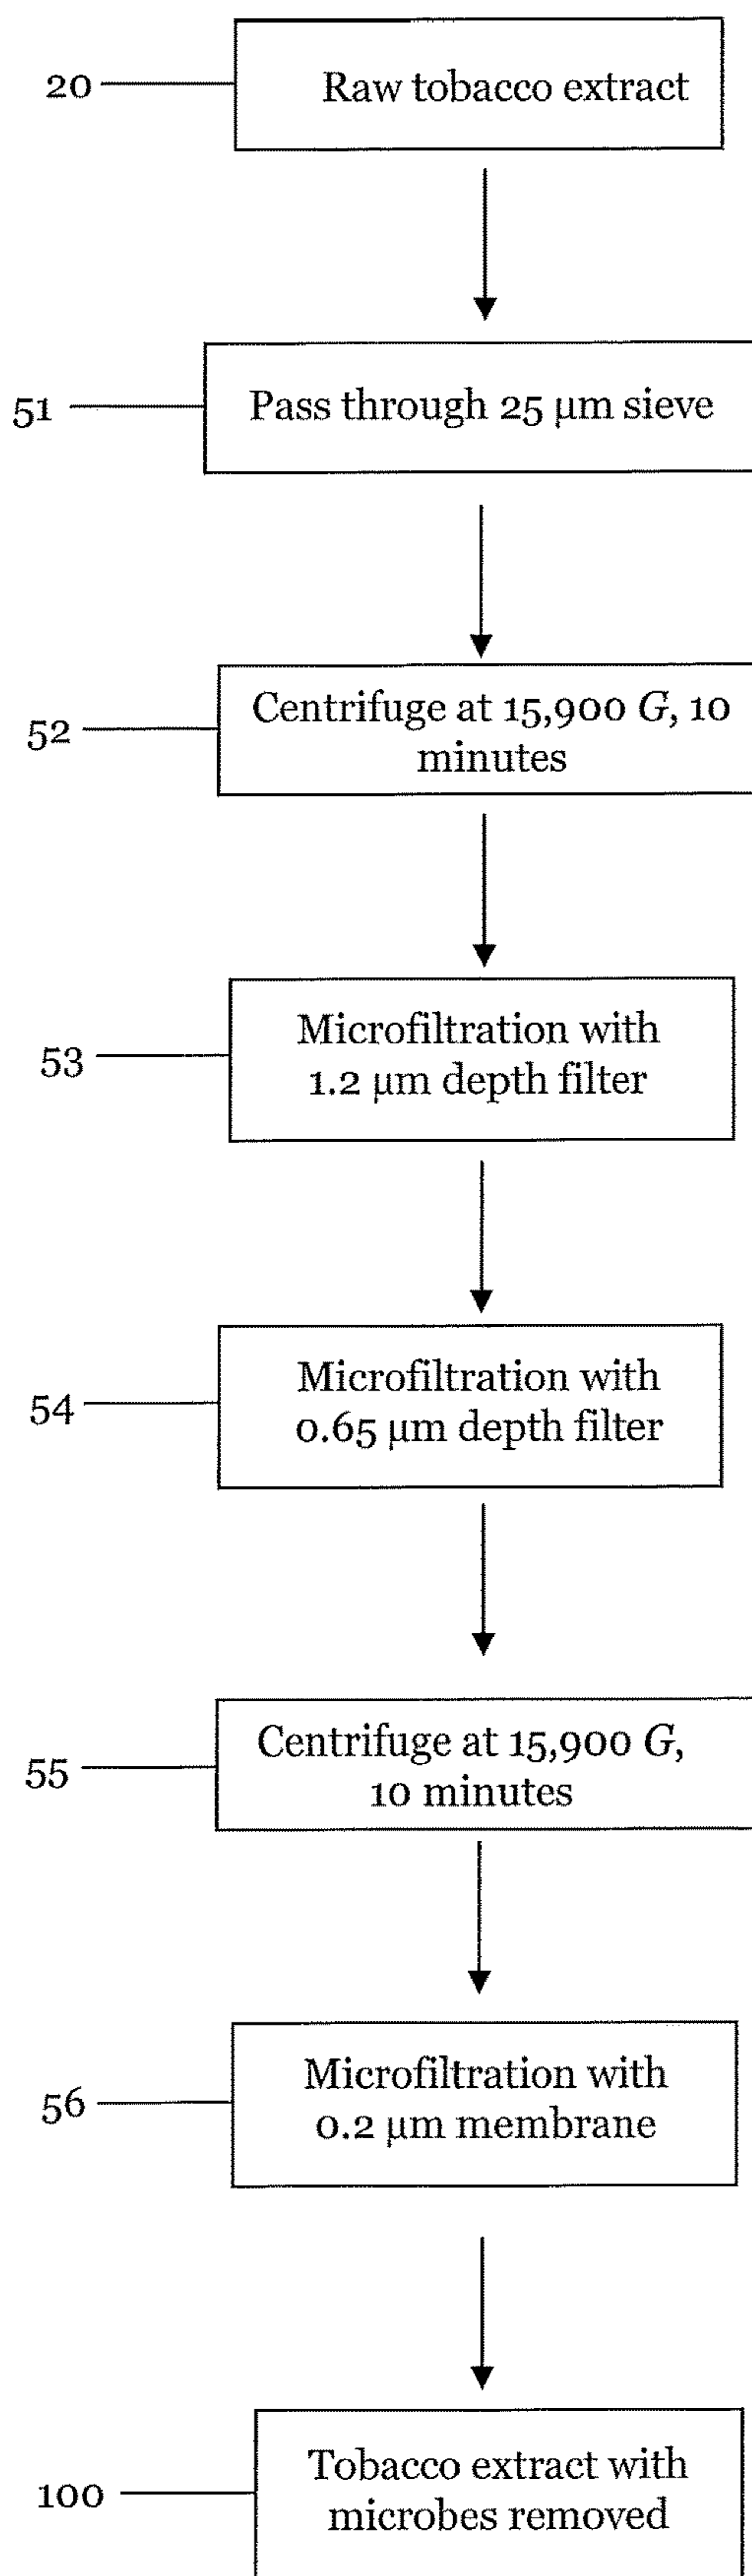 20
Raw tobacco extract
51
Pass through 25 µm sieve
52
Centrifuge at 15,900 G, 10
minutes
53
Microfiltration with
1.2 µm depth filter
54
Microfiltration with
0.65 µm depth filter
55
Centrifuge at 15,900 G,
10 minutes
56
Microfiltration with
0.2 µm membrane
100
Tobacco extract with
microbes removed